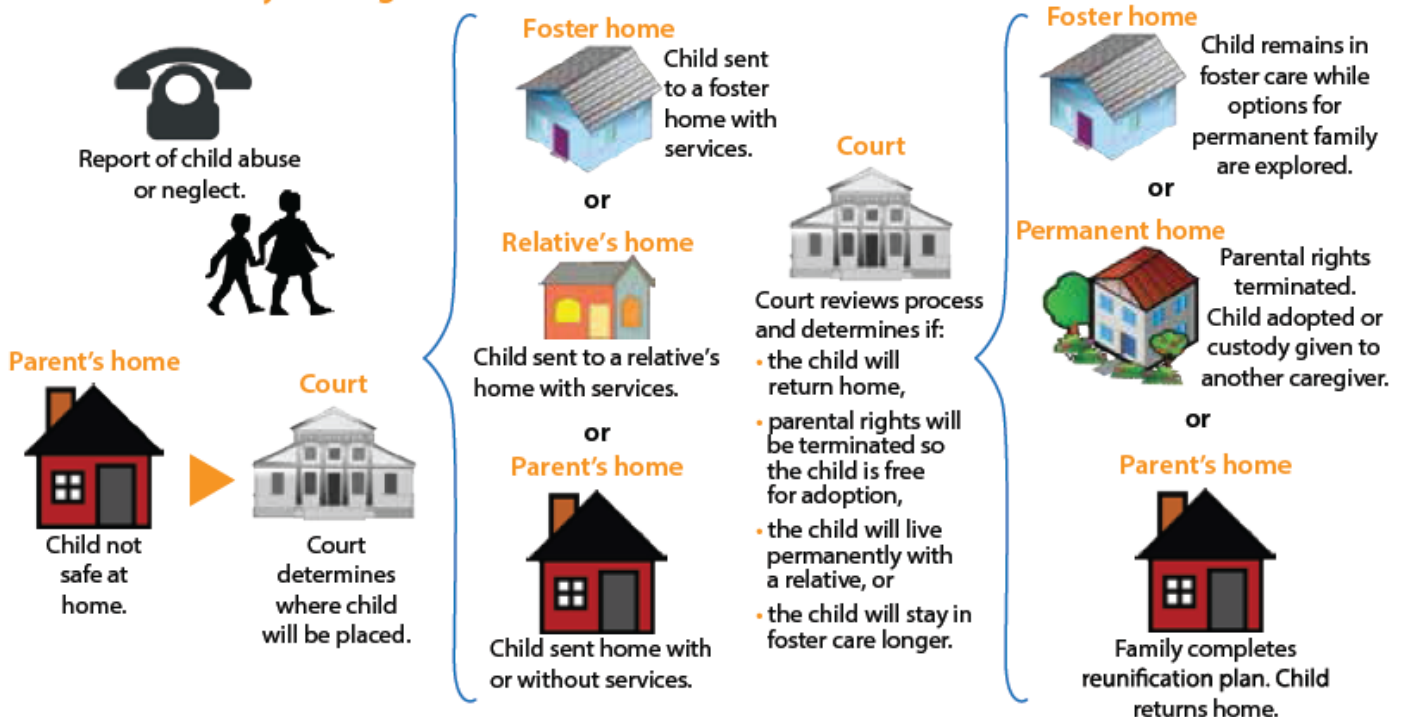 Report of child abuse
or neglect.
Parent's home
Child not
safe at
home.
Court
Court
determines
where child
will be placed.
Foster home
Child sent
to a foster
home with
services.
or
Relative's home
Child sent to a relative's
home with services.
or
Parent's home
Child sent home with
or without services.
Court
Court reviews process
and determines if:
• the child will
return home,
• parental rights will
be terminated so
the child is free
for adoption,
• the child will live
permanently with
a relative, or
• the child will stay in
foster care longer.
Foster home
Child remains in
foster care while
options for
permanent family
are explored.
or
Permanent home
Parental rights
terminated.
Child adopted or
custody given to
another caregiver.
or
Parent's home
Family completes
reunification plan. Child
returns home.